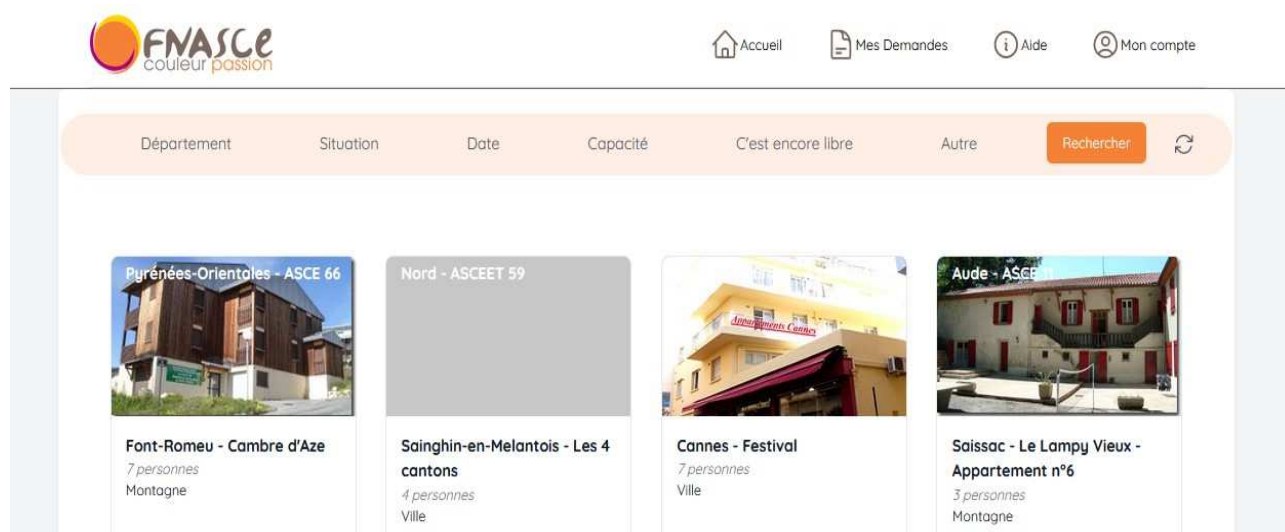 FNASCE
couleur passion
Accueil
Mes Demandes
Aide
Mon compte
Département
Situation
Date
Capacité
C'est encore libre
Autre
Rechercher
Pyrénées-Orientales - ASCE 66
Nord - ASCEET 59
Appartements Cannes
Aude - ASCE 11
Font-Romeu - Cambre d'Aze
7 personnes
Montagne
Sainghin-en-Melantois - Les 4
cantons
4 personnes
Ville
Cannes - Festival
7 personnes
Ville
Saissac - Le Lampy Vieux -
Appartement n°6
3 personnes
Montagne